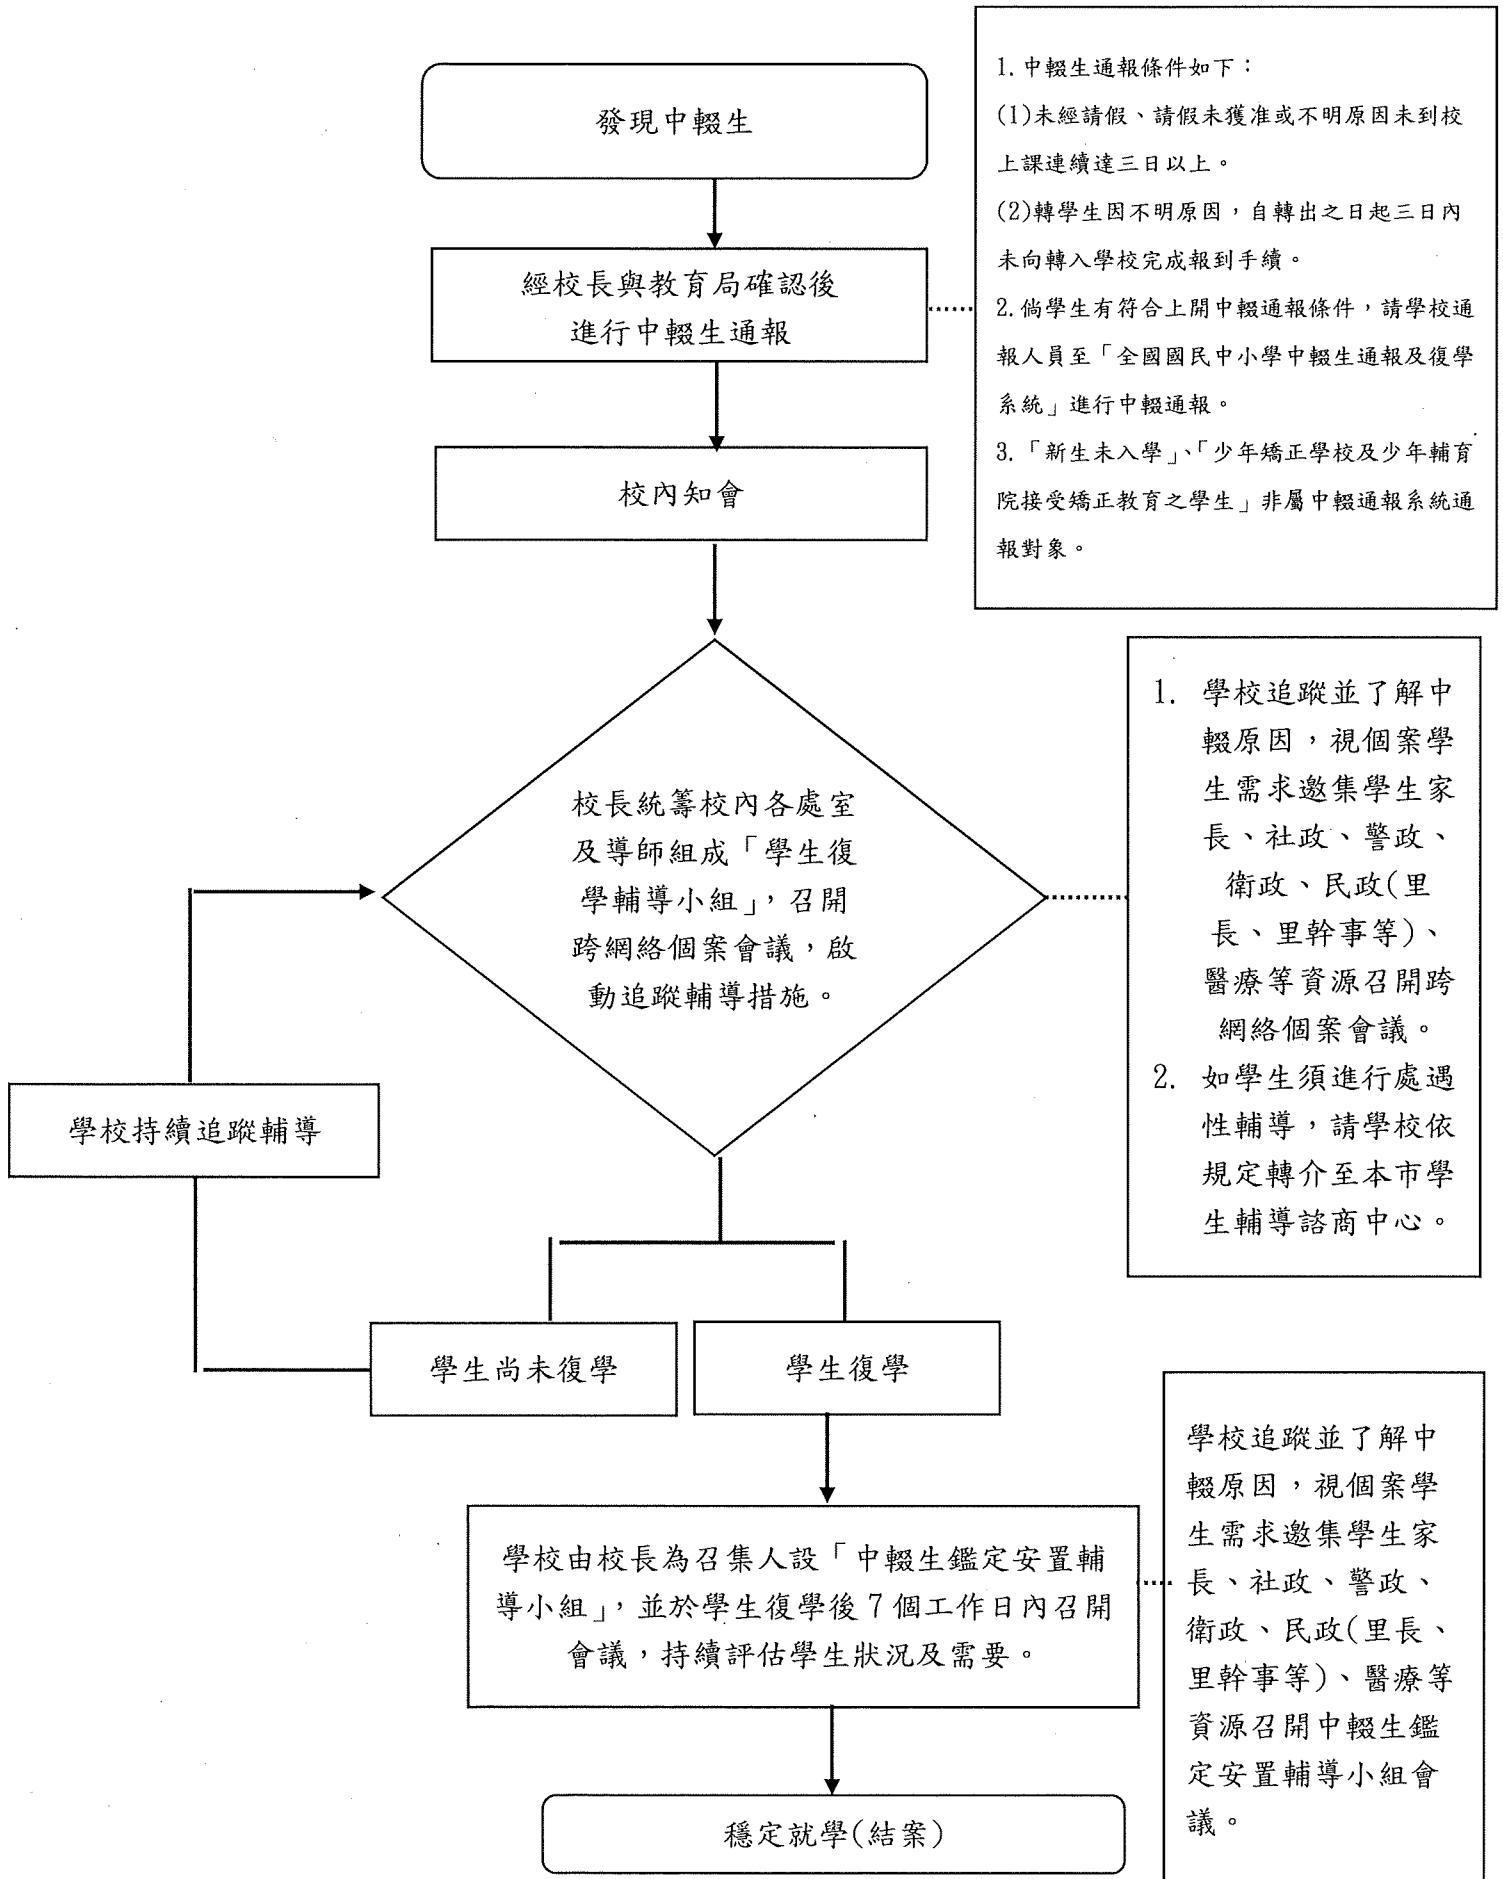 發現中輟生
1. 中輟生通報條件如下：
(1)未經請假、請假未獲准或不明原因未到校
上課連續達三日以上。
(2)轉學生因不明原因，自轉出之日起三日內
未向轉入學校完成報到手續。
2. 倘學生有符合上開中輟通報條件，請學校通
報人員至「全國國民中小學中輟生通報及復學
系統」進行中輟通報。
3. 「新生未入學」、「少年矯正學校及少年輔育
院接受矯正教育之學生」非屬中輟通報系統通
報對象。
經校長與教育局確認後
進行中輟生通報
校內知會
校長統籌校內各處室
及導師組成「學生復
學輔導小組」，召開
跨網絡個案會議，啟
動追蹤輔導措施。
1. 學校追蹤並了解中
輟原因，視個案學
生需求邀集學生家
長、社政、警政、
衛政、民政(里
長、里幹事等)、
醫療等資源召開跨
網絡個案會議。
2. 如學生須進行處遇
性輔導，請學校依
規定轉介至本市學
生輔導諮商中心。
學校持續追蹤輔導
學生尚未復學
學生復學
學校由校長為召集人設「中輟生鑑定安置輔
導小組」，並於學生復學後 7 個工作日內召開
會議，持續評估學生狀況及需要。
學校追蹤並了解中
輟原因，視個案學
生需求邀集學生家
長、社政、警政、
衛政、民政(里長、
里幹事等)、醫療等
資源召開中輟生鑑
定安置輔導小組會
議。
穩定就學(結案)